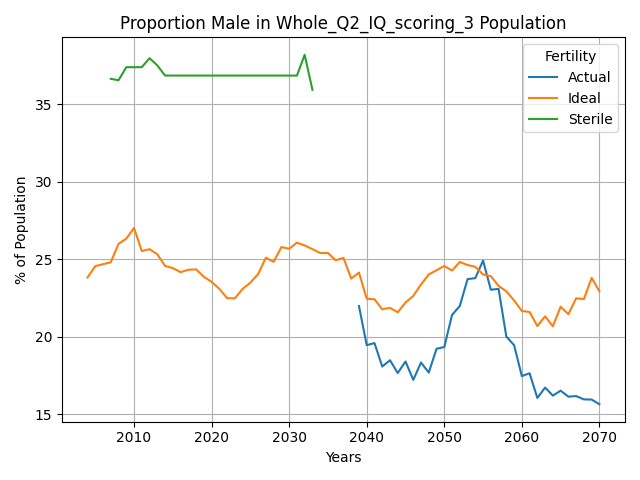 Proportion Male in Whole_Q2_IQ_scoring_3 Population
Fertility
Actual
Ideal
Sterile
% of Population
35
30
25
20
15
2010 2020 2030 2040 2050 2060 2070
Years